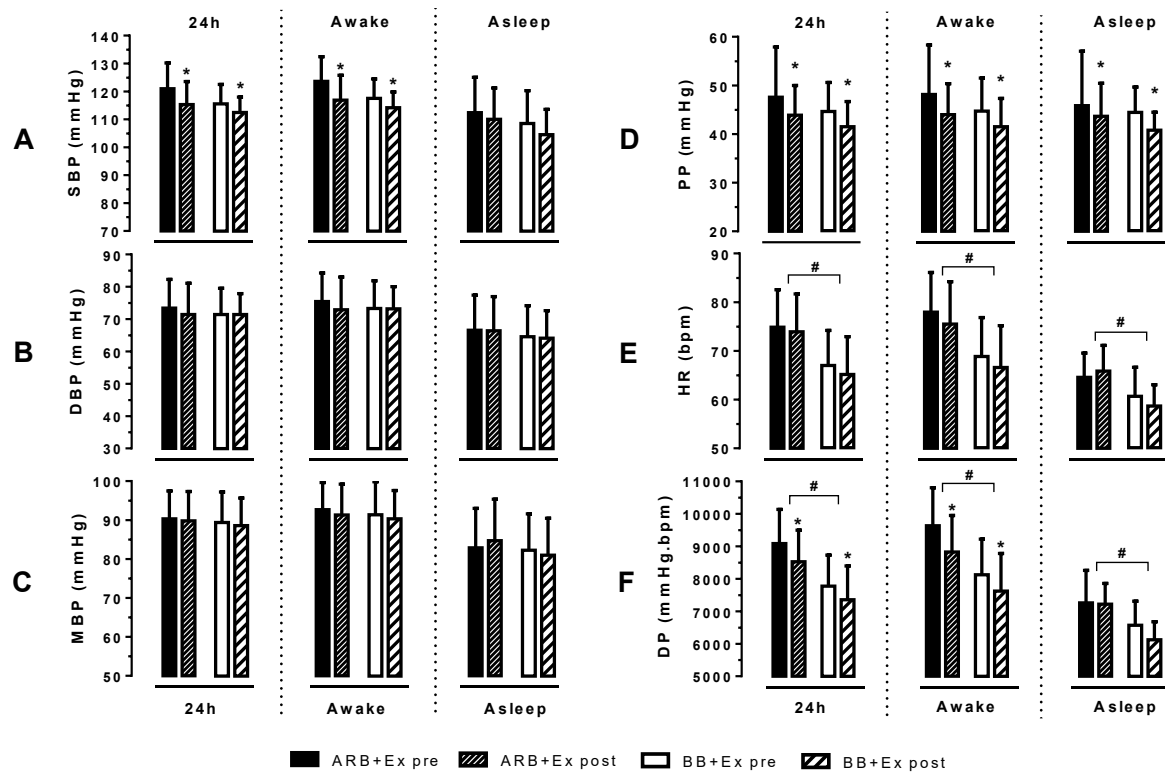 24h Awake Asleep
A
SBP (mmHg)
140
130
120
110
100
90
80
70
* * * *
B
DBP (mmHg)
90
80
70
60
50
40
30
C
MBP (mmHg)
100
90
80
70
60
50
24h Awake Asleep
24h Awake Asleep
D
PP (mmHg)
60
50
40
30
20
* * * * * *
E
HR (bpm)
90
80
70
60
50
# # #
F
DP (mmHg.bpm)
11000
10000
9000
8000
7000
6000
5000
# # #
* * * *
24h Awake Asleep
ARB+Ex pre ARB+Ex post BB+Ex pre BB+Ex post